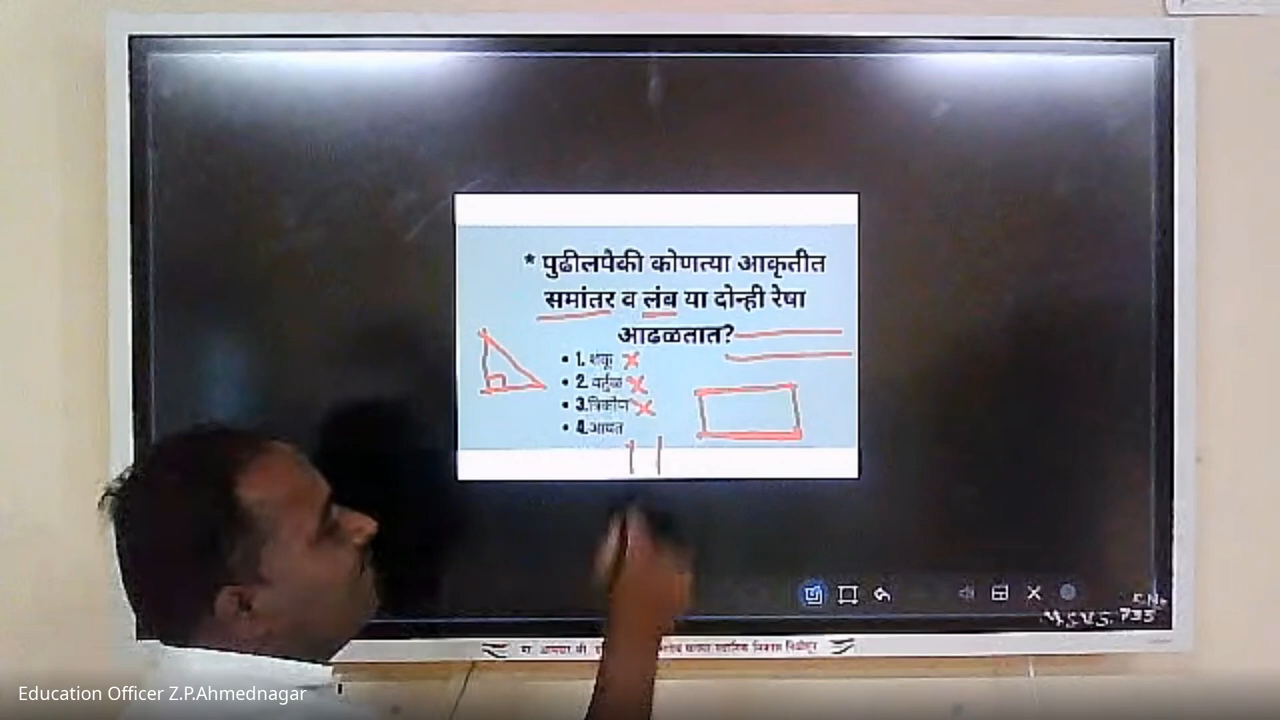 * पुढीलपैकी कोणत्या आकृतीत
समांतर व लंब या दोन्ही रेषा
आढळतात?
• 1. शंकू
• 2. वर्तुळ
• 3.त्रिकोण
• 4.आयत
Education Officer Z.P.Ahmednagar